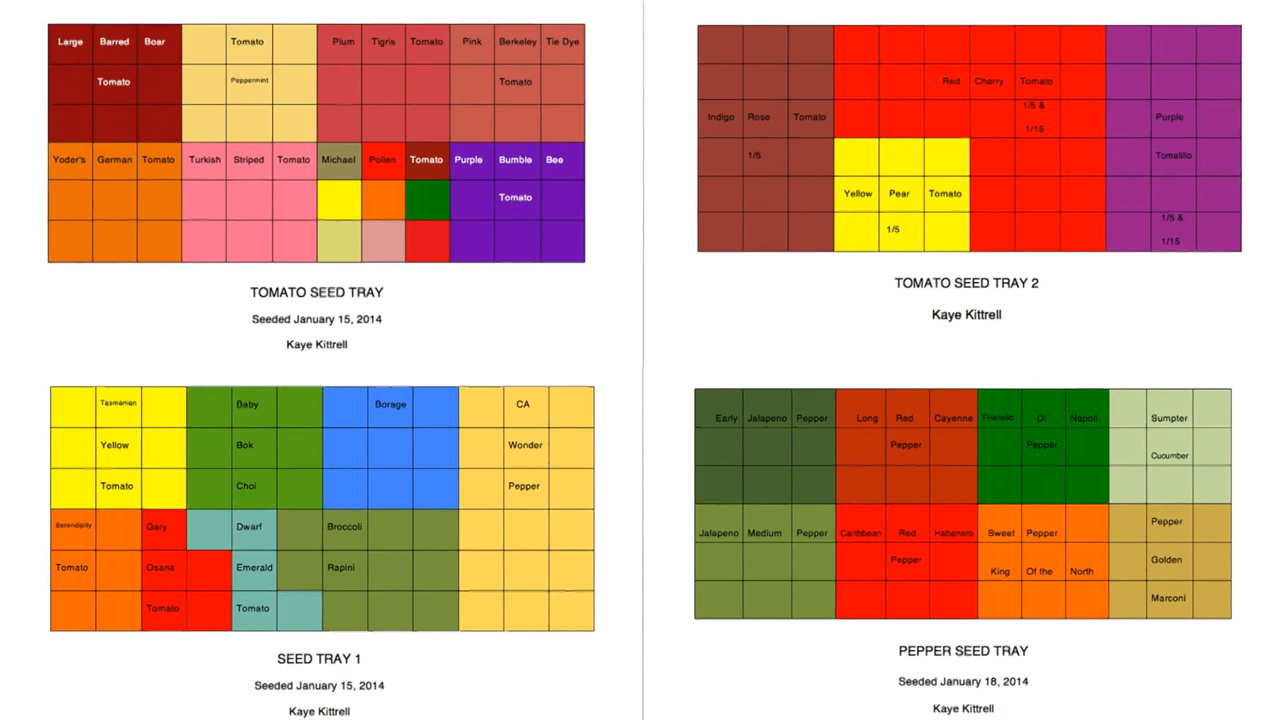 Large Barred Boar Tomato Plum Tigris Tomato Pink Berkeley Tie Dye
Tomato Peppermint Tomato
Yoder's German Tomato Turkish Striped Tomato Michael Pollen Tomato Purple Bumble Bee
Tomato
TOMATO SEED TRAY
Seeded January 15, 2014
Kaye Kittrell
Red Cherry Tomato
1/5 &
Indigo Rose Tomato Purple
1/15
1/5 Tomatillo
Yellow Pear Tomato
1/5 &
1/5
1/15
TOMATO SEED TRAY 2
Kaye Kittrell
Tasmanian Baby Borage CA
Yellow Bok Wonder
Tomato Choi Pepper
Serendipity Gary Dwarf Broccoli
Tomato Osana Emerald Rapini
Tomato Tomato
SEED TRAY 1
Seeded January 15, 2014
Kaye Kittrell
Early Jalapeno Pepper Long Red Cayenne Frianello Di Napoli Sumpter
Pepper Pepper
Cucumber
Pepper
Jalapeno Medium Pepper Caribbean Red Habanero Sweet Pepper
Pepper Golden
King Of the North
Marconi
PEPPER SEED TRAY
Seeded January 18, 2014
Kaye Kittrell